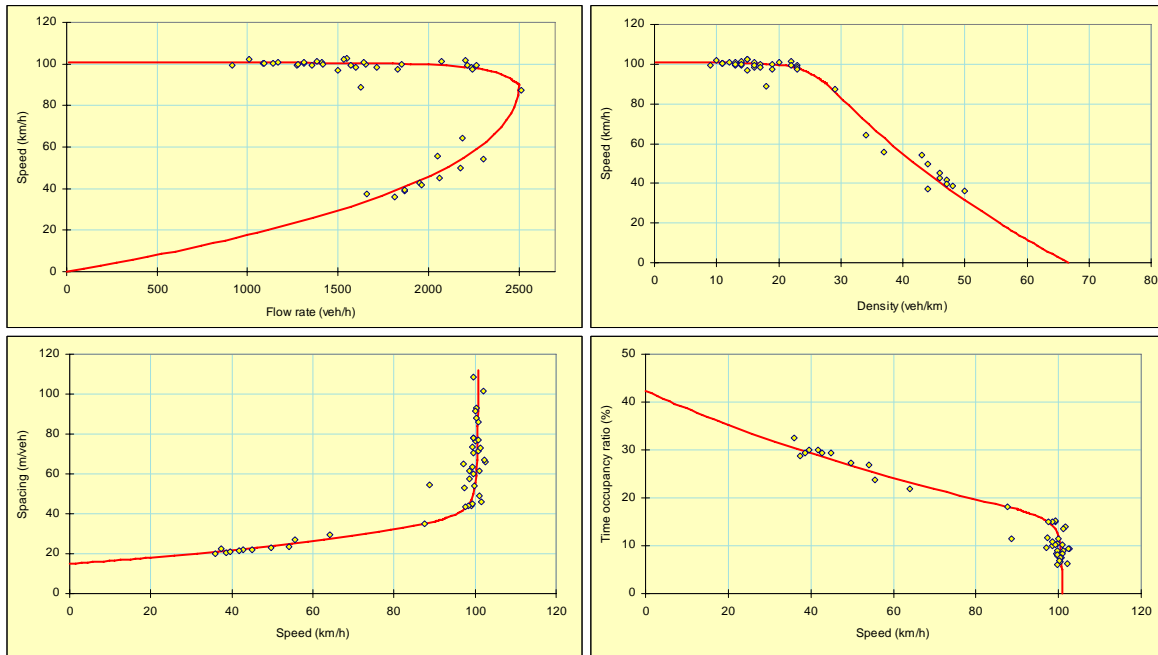 120
100
80
60
40
20
0
Speed (km/h)
0 500 1000 1500 2000 2500
Flow rate (veh/h)
120
100
80
60
40
20
0
Speed (km/h)
0 10 20 30 40 50 60 70 80
Density (veh/km)
120
100
80
60
40
20
0
Spacing (m/veh)
0 20 40 60 80 100 120
Speed (km/h)
50
40
30
20
10
0
Time occupancy ratio (%)
0 20 40 60 80 100 120
Speed (km/h)